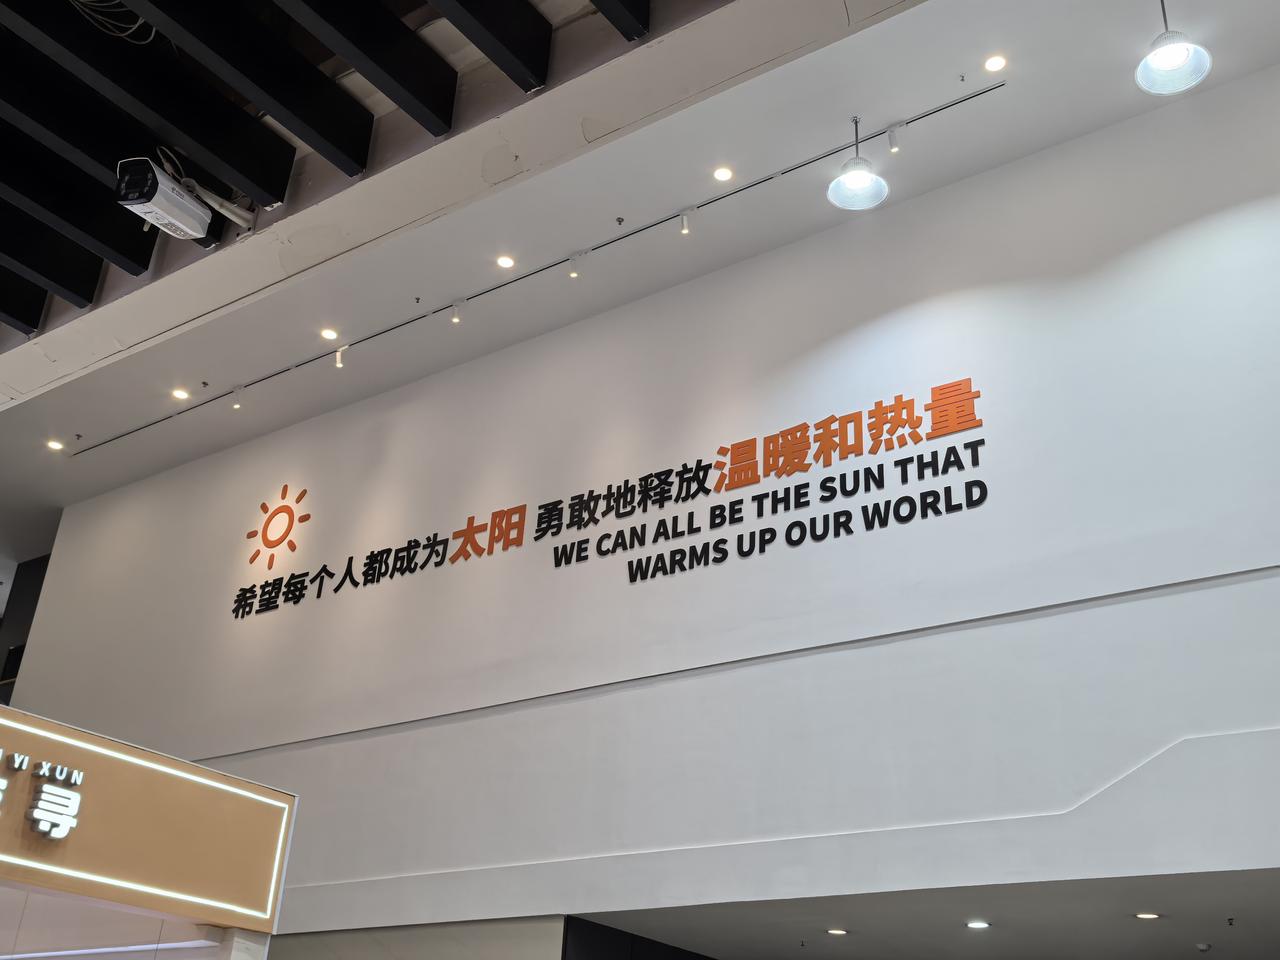 希望每个人都成为太阳 勇敢地释放温暖和热量
WE CAN ALL BE THE SUN THAT
WARMS UP OUR WORLD
YI XUN
寻